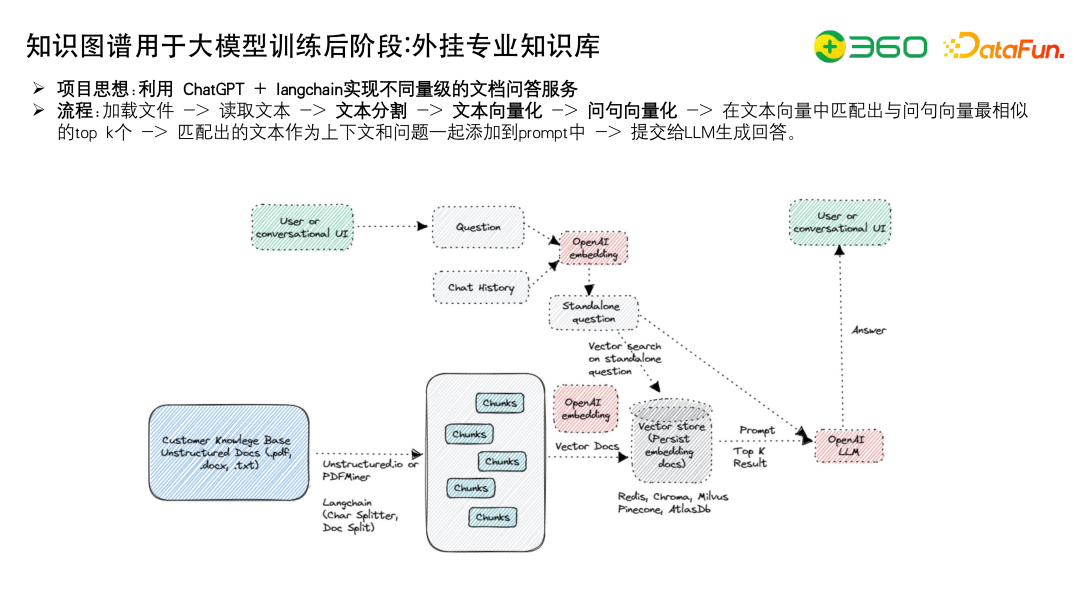 知识图谱用于大模型训练后阶段:外挂专业知识库
360
DataFun.
➢ 项目思想:利用 ChatGPT + langchain实现不同量级的文档问答服务
➢ 流程:加载文件 -> 读取文本 -> 文本分割 -> 文本向量化 -> 问句向量化 -> 在文本向量中匹配出与问句向量最相似
的top k个 -> 匹配出的文本作为上下文和问题一起添加到prompt中 -> 提交给LLM生成回答。
User or
conversational UI
Question
OpenAI
embedding
Chat History
Standalone
question
Vector search
on standalone
question
User or
conversational UI
Answer
Customer Knowlege Base
Unstructured Docs (.pdf,
.docx, .txt)
Unstructured.io or
PDFMiner
Langchain
(Char Splitter,
Doc Split)
Chunks
Chunks
Chunks
Chunks
Chunks
OpenAI
embedding
Vector Docs
Vector store
(Persist
embedding
docs)
Redis, Chroma, Milvus
Pinecone, AtlasDb
Prompt
Top K
Result
OpenAI
LLM